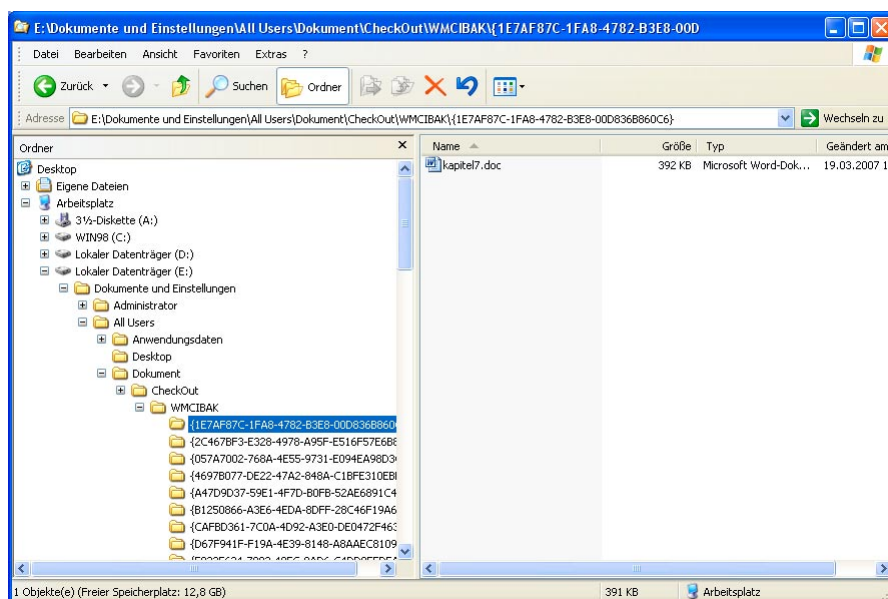 E:\Dokumente und Einstellungen\All Users\Dokument\CheckOut\WMCIBAK\{1E7AF87C-1FA8-4782-B3E8-00D
Datei Bearbeiten Ansicht Favoriten Extras ?
Zurück Suchen Ordner
Adresse E:\Dokumente und Einstellungen\All Users\Dokument\CheckOut\WMCIBAK\{1E7AF87C-1FA8-4782-B3E8-00D836B860C6} Wechseln zu
Ordner x Name Größe Typ Geändert am
kapitel7.doc 392 KB Microsoft Word-Dok... 19.03.2007 1
Desktop
Eigene Dateien
Arbeitsplatz
3½-Diskette (A:)
WIN98 (C:)
Lokaler Datenträger (D:)
Lokaler Datenträger (E:)
Dokumente und Einstellungen
Administrator
All Users
Anwendungsdaten
Desktop
Dokument
CheckOut
WMCIBAK
{1E7AF87C-1FA8-4782-B3E8-00D836B860
{2C467BF3-E328-4978-A95F-E516F57E6B8
{057A7002-768A-4E55-9731-E094EA98D3
{4697B077-DE22-47A2-848A-C1BFE310EB
{A47D9D37-59E1-4F7D-B0FB-52AE6891C4
{B1250866-A3E6-4EDA-8DFF-28C46F19A6
{CAFBD361-7C0A-4D92-A3E0-DE0472F463
{D67F941F-F19A-4E39-8148-A8AAEC8109
1 Objekte(e) (Freier Speicherplatz: 12,8 GB) 391 KB Arbeitsplatz